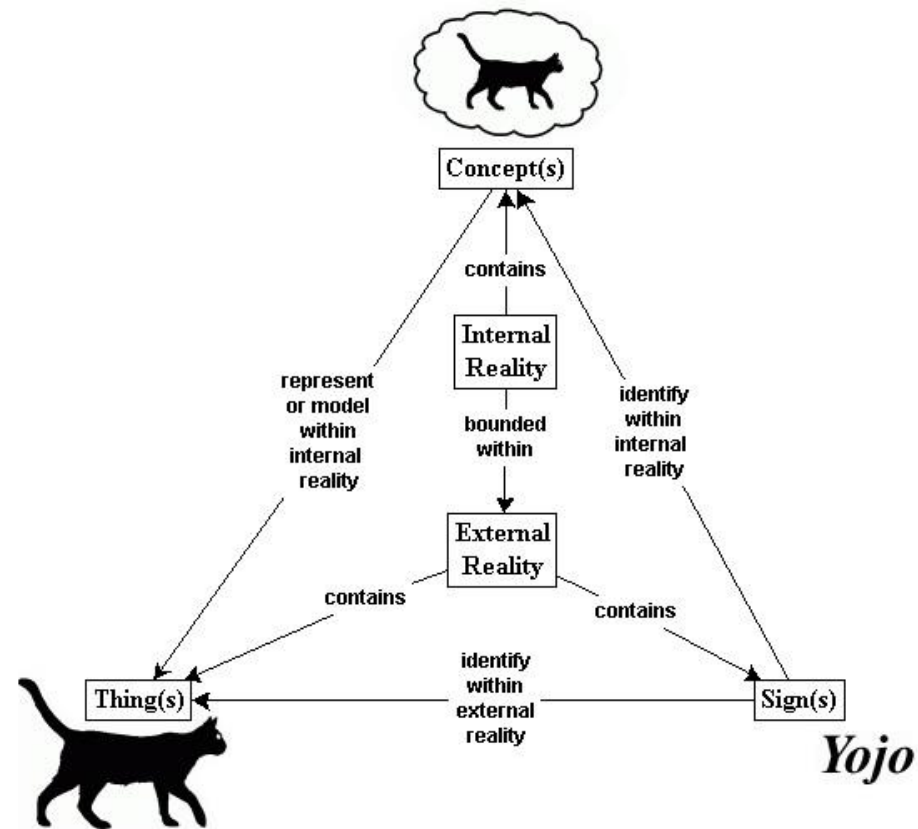 Concept(s)
contains
Internal
Reality
represent
or model
within
internal
reality
bounded
within
identify
within
internal
reality
External
Reality
contains
contains
identify
within
external
reality
Thing(s)
Sign(s)
Yojo